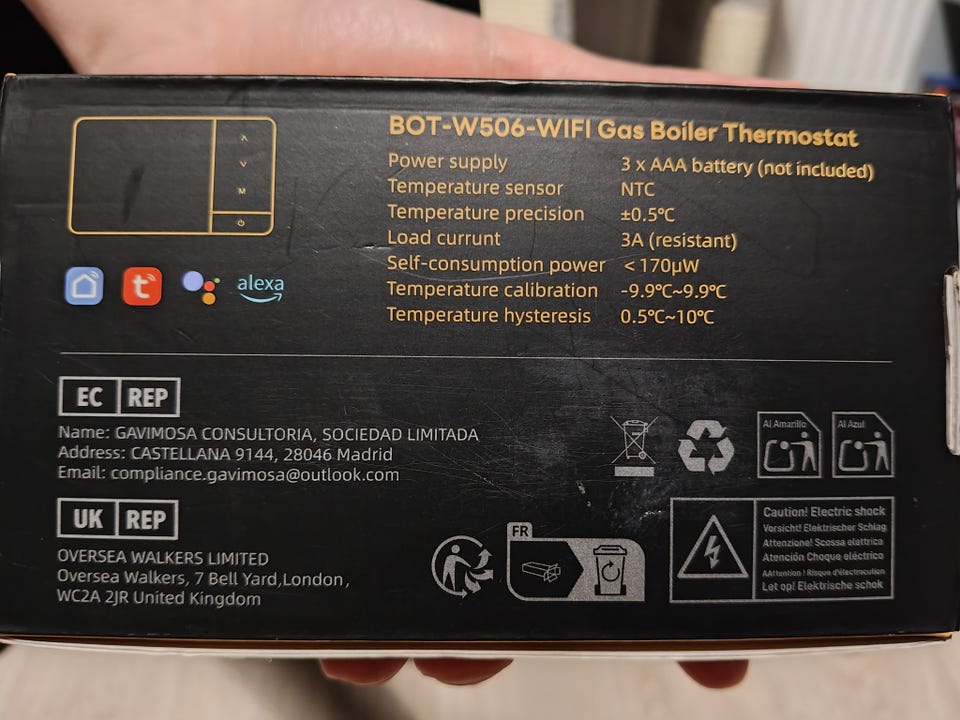 BOT-W506-WIFI Gas Boiler Thermostat
Power supply 3 x AAA battery (not included)
Temperature sensor NTC
Temperature precision ±0.5℃
Load currunt 3A (resistant)
Self-consumption power < 170μW
Temperature calibration -9.9℃~9.9℃
Temperature hysteresis 0.5℃~10℃
M
t
alexa
EC REP
Name: GAVIMOSA CONSULTORIA, SOCIEDAD LIMITADA
Address: CASTELLANA 9144, 28046 Madrid
Email: compliance.gavimosa@outlook.com
UK REP
OVERSEA WALKERS LIMITED
Oversea Walkers, 7 Bell Yard,London,
WC2A 2JR United Kingdom
Al Amarillo
Al Azul
FR
Caution! Electric shock
Vorsicht! Elektrischer Schlag
Attenzione! Scossa elattrica
Atención Choque eléctrico
AAttention ! Risque d'électrocution
Let op! Elektrische schok